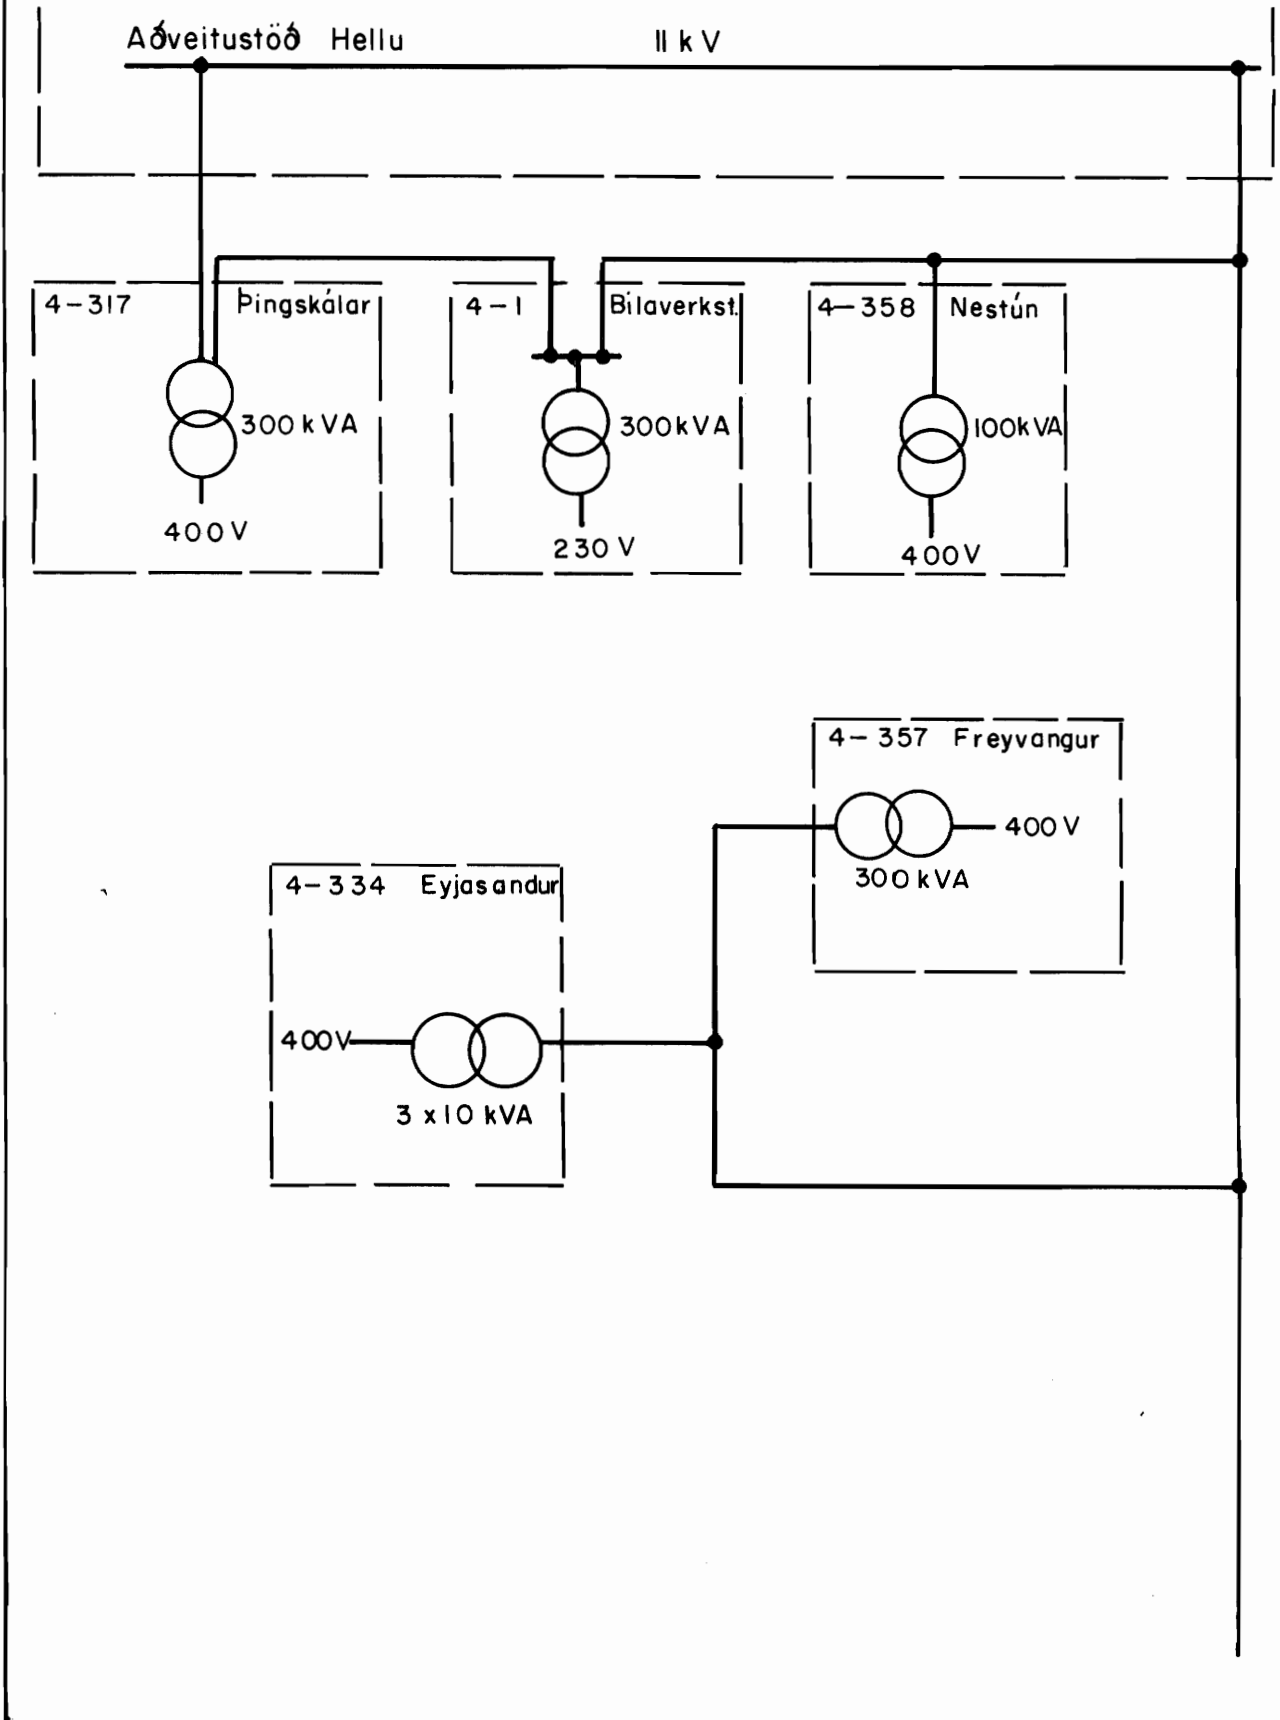 Aðveitustöð Hellu 11 kV
4-317 Þingskálar
300 kVA
400 V
4-1 Bílaverkst.
300 kVA
230 V
4-358 Nestún
100 kVA
400 V
4-357 Freyvangur
400 V
300 kVA
4-334 Eyjasandur
400V
3 x 10 kVA